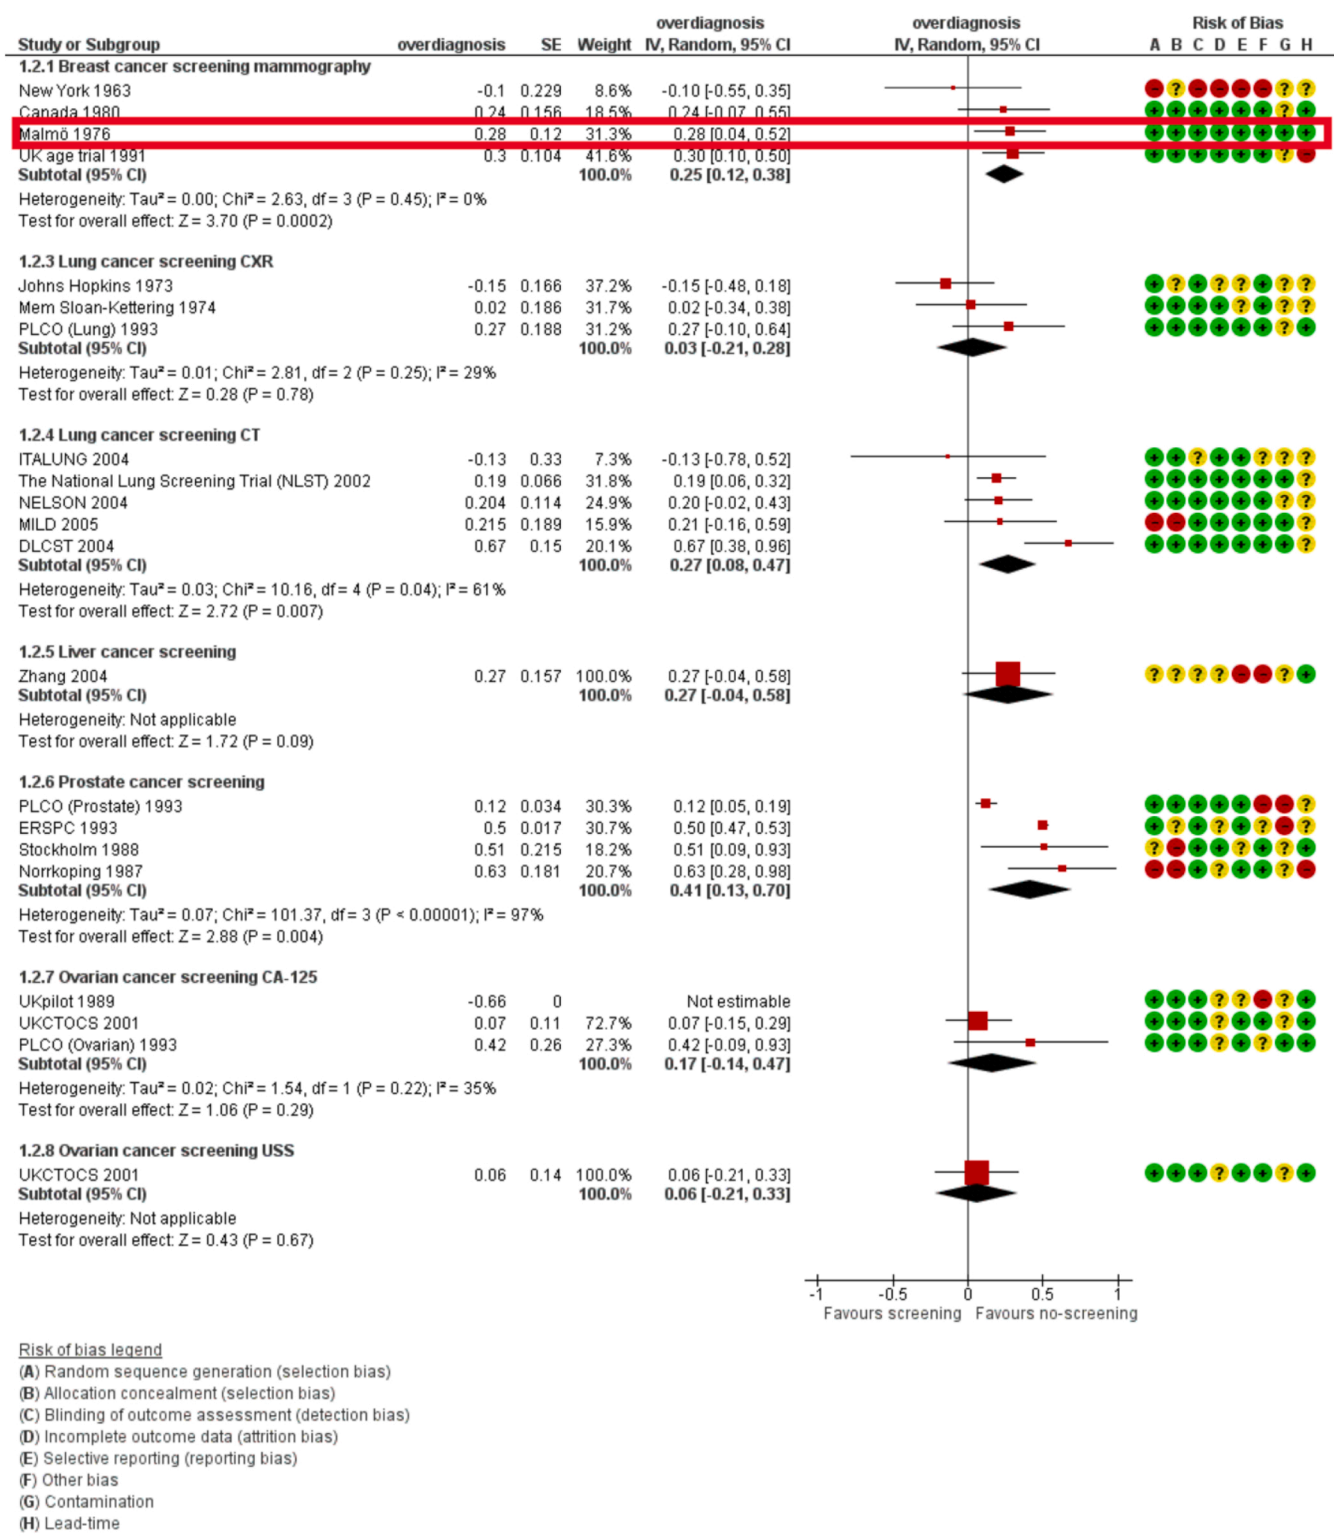 overdiagnosis overdiagnosis Risk of Bias
Study or Subgroup overdiagnosis SE Weight IV, Random, 95% CI IV, Random, 95% CI A B C D E F G H
1.2.1 Breast cancer screening mammography
New York 1963 -0.1 0.229 8.6% -0.10 [-0.55, 0.35] - ? - - - - ? ?
Canada 1980 0.24 0.156 18.5% 0.24 [-0.07, 0.55] + + + + + + ? +
Malmö 1976 0.28 0.12 31.3% 0.28 [0.04, 0.52] + + + + + + + +
UK age trial 1991 0.3 0.104 41.6% 0.30 [0.10, 0.50] + + + + + + ? -
Subtotal (95% CI) 100.0% 0.25 [0.12, 0.38]
Heterogeneity: Tau² = 0.00; Chi² = 2.63, df = 3 (P = 0.45); I² = 0%
Test for overall effect: Z = 3.70 (P = 0.0002)
1.2.3 Lung cancer screening CXR
Johns Hopkins 1973 -0.15 0.166 37.2% -0.15 [-0.48, 0.18] + ? + ? ? + ? ?
Mem Sloan-Kettering 1974 0.02 0.186 31.7% 0.02 [-0.34, 0.38] + + + + ? + ? ?
PLCO (Lung) 1993 0.27 0.188 31.2% 0.27 [-0.10, 0.64] + + + + + + ? +
Subtotal (95% CI) 100.0% 0.03 [-0.21, 0.28]
Heterogeneity: Tau² = 0.01; Chi² = 2.81, df = 2 (P = 0.25); I² = 29%
Test for overall effect: Z = 0.28 (P = 0.78)
1.2.4 Lung cancer screening CT
ITALUNG 2004 -0.13 0.33 7.3% -0.13 [-0.78, 0.52] + + ? + + ? ? ?
The National Lung Screening Trial (NLST) 2002 0.19 0.066 31.8% 0.19 [0.06, 0.32] + + + + + + + ?
NELSON 2004 0.204 0.114 24.9% 0.20 [-0.02, 0.43] + + + + + + ? ?
MILD 2005 0.215 0.189 15.9% 0.21 [-0.16, 0.59] - - + + + + + ?
DLCST 2004 0.67 0.15 20.1% 0.67 [0.38, 0.96] + + + + + + + ?
Subtotal (95% CI) 100.0% 0.27 [0.08, 0.47]
Heterogeneity: Tau² = 0.03; Chi² = 10.16, df = 4 (P = 0.04); I² = 61%
Test for overall effect: Z = 2.72 (P = 0.007)
1.2.5 Liver cancer screening
Zhang 2004 0.27 0.157 100.0% 0.27 [-0.04, 0.58] ? ? ? ? - - ? +
Subtotal (95% CI) 100.0% 0.27 [-0.04, 0.58]
Heterogeneity: Not applicable
Test for overall effect: Z = 1.72 (P = 0.09)
1.2.6 Prostate cancer screening
PLCO (Prostate) 1993 0.12 0.034 30.3% 0.12 [0.05, 0.19] + + + + + - - ?
ERSPC 1993 0.5 0.017 30.7% 0.50 [0.47, 0.53] + ? + ? + ? - ?
Stockholm 1988 0.51 0.215 18.2% 0.51 [0.09, 0.93] ? - + + ? + ? +
Norrkoping 1987 0.63 0.181 20.7% 0.63 [0.28, 0.98] - - + ? + + ? -
Subtotal (95% CI) 100.0% 0.41 [0.13, 0.70]
Heterogeneity: Tau² = 0.07; Chi² = 101.37, df = 3 (P < 0.00001); I² = 97%
Test for overall effect: Z = 2.88 (P = 0.004)
1.2.7 Ovarian cancer screening CA-125
UKpilot 1989 -0.66 0 Not estimable + + + ? ? - ? +
UKCTOCS 2001 0.07 0.11 72.7% 0.07 [-0.15, 0.29] + + + ? + + ? +
PLCO (Ovarian) 1993 0.42 0.26 27.3% 0.42 [-0.09, 0.93] + + + ? + ? + +
Subtotal (95% CI) 100.0% 0.17 [-0.14, 0.47]
Heterogeneity: Tau² = 0.02; Chi² = 1.54, df = 1 (P = 0.22); I² = 35%
Test for overall effect: Z = 1.06 (P = 0.29)
1.2.8 Ovarian cancer screening USS
UKCTOCS 2001 0.06 0.14 100.0% 0.06 [-0.21, 0.33] + + + ? + + ? +
Subtotal (95% CI) 100.0% 0.06 [-0.21, 0.33]
Heterogeneity: Not applicable
Test for overall effect: Z = 0.43 (P = 0.67)
-1 -0.5 0 0.5 1
Favours screening Favours no-screening
Risk of bias legend
(A) Random sequence generation (selection bias)
(B) Allocation concealment (selection bias)
(C) Blinding of outcome assessment (detection bias)
(D) Incomplete outcome data (attrition bias)
(E) Selective reporting (reporting bias)
(F) Other bias
(G) Contamination
(H) Lead-time